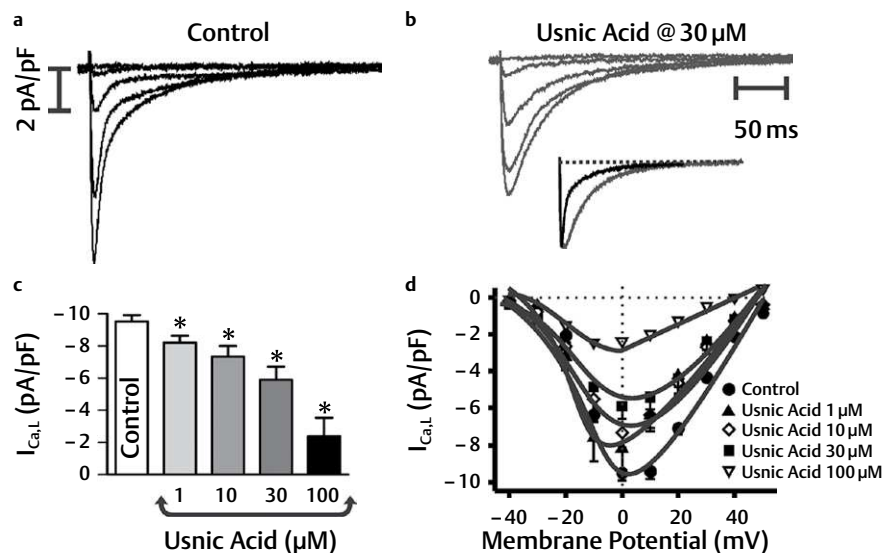 a
Control
2 pA/pF
b
Usnic Acid @ 30 µM
50 ms
c
I Ca,L (pA/pF)
– 10
– 8
– 6
– 4
– 2
0
Control
*
*
*
*
1 10 30 100
Usnic Acid (µM)
d
I Ca,L (pA/pF)
0
– 2
– 4
– 6
– 8
– 10
– 40 – 20 0 20 40
Membrane Potential (mV)
Control
Usnic Acid 1 µM
Usnic Acid 10 µM
Usnic Acid 30 µM
Usnic Acid 100 µM